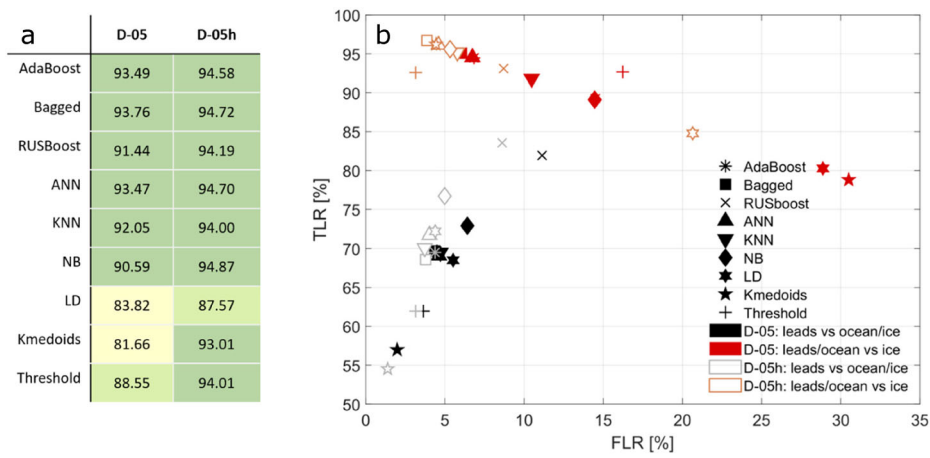 a
D-05 D-05h
AdaBoost 93.49 94.58
Bagged 93.76 94.72
RUSBoost 91.44 94.19
ANN 93.47 94.70
KNN 92.05 94.00
NB 90.59 94.87
LD 83.82 87.57
Kmedoids 81.66 93.01
Threshold 88.55 94.01
b
TLR [%]
100
95
90
85
80
75
70
65
60
55
50
0 5 10 15 20 25 30 35
FLR [%]
AdaBoost
Bagged
RUSboost
ANN
KNN
NB
LD
Kmedoids
Threshold
D-05: leads vs ocean/ice
D-05: leads/ocean vs ice
D-05h: leads vs ocean/ice
D-05h: leads/ocean vs ice